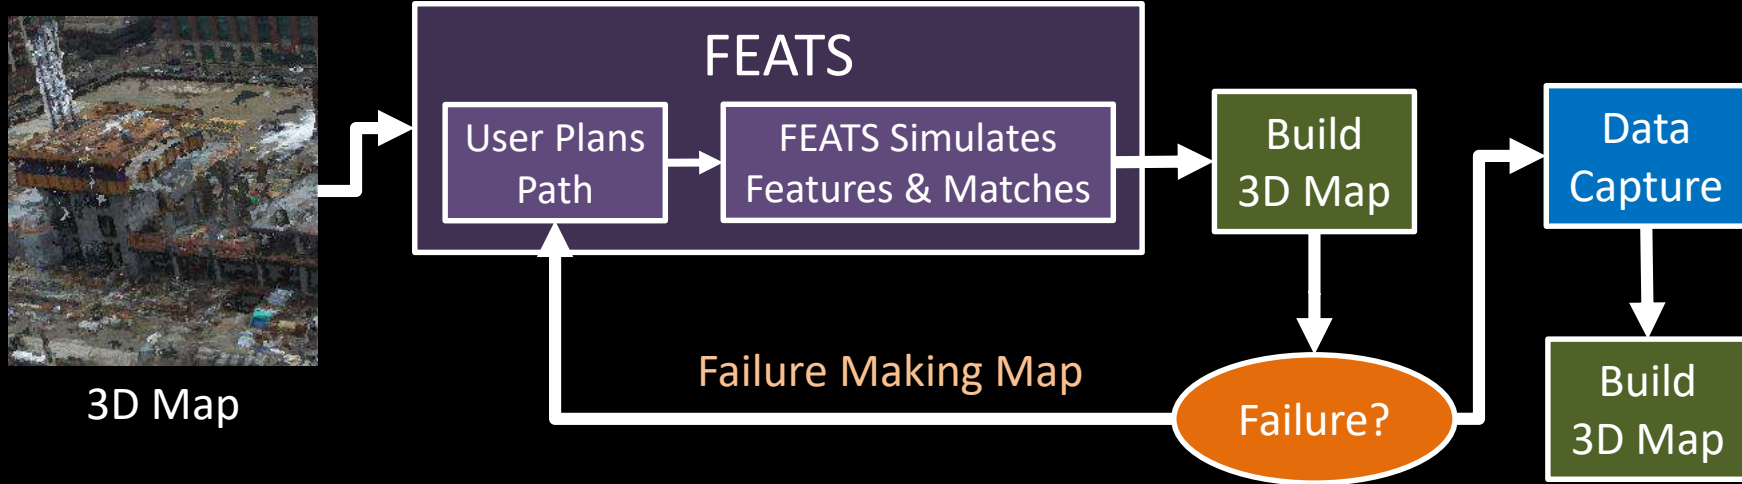 3D Map
FEATS
User Plans
Path
FEATS Simulates
Features & Matches
Build
3D Map
Failure?
Failure Making Map
Data
Capture
Build
3D Map